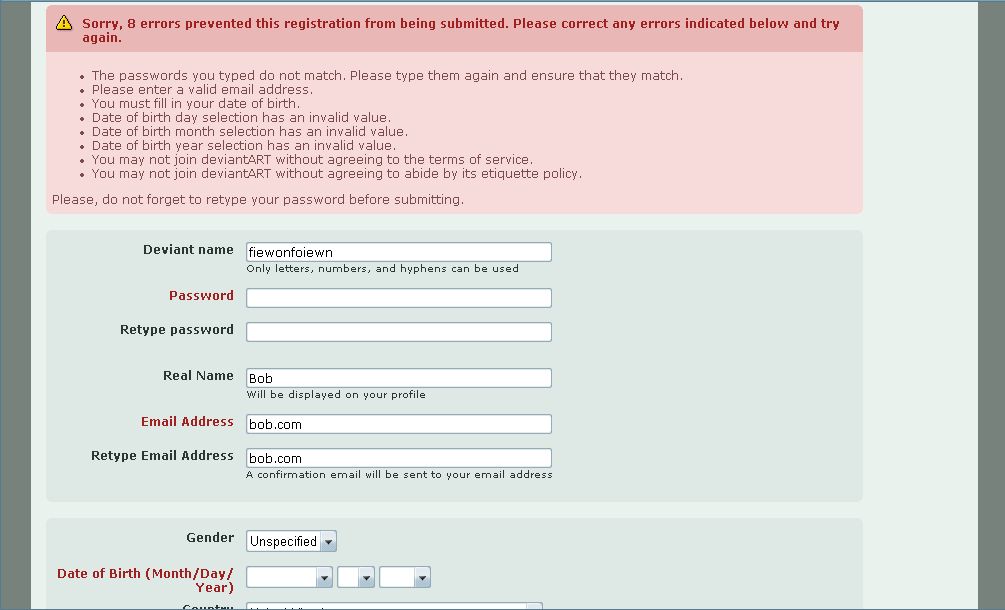 Sorry, 8 errors prevented this registration from being submitted. Please correct any errors indicated below and try
again.
The passwords you typed do not match. Please type them again and ensure that they match.
Please enter a valid email address.
You must fill in your date of birth.
Date of birth day selection has an invalid value.
Date of birth month selection has an invalid value.
Date of birth year selection has an invalid value.
You may not join deviantART without agreeing to the terms of service.
You may not join deviantART without agreeing to abide by its etiquette policy.
Please, do not forget to retype your password before submitting.
Deviant name fiewonfoiewn
Only letters, numbers, and hyphens can be used
Password
Retype password
Real Name Bob
Will be displayed on your profile
Email Address bob.com
Retype Email Address bob.com
A confirmation email will be sent to your email address
Gender Unspecified
Date of Birth (Month/Day/
Year)
Country